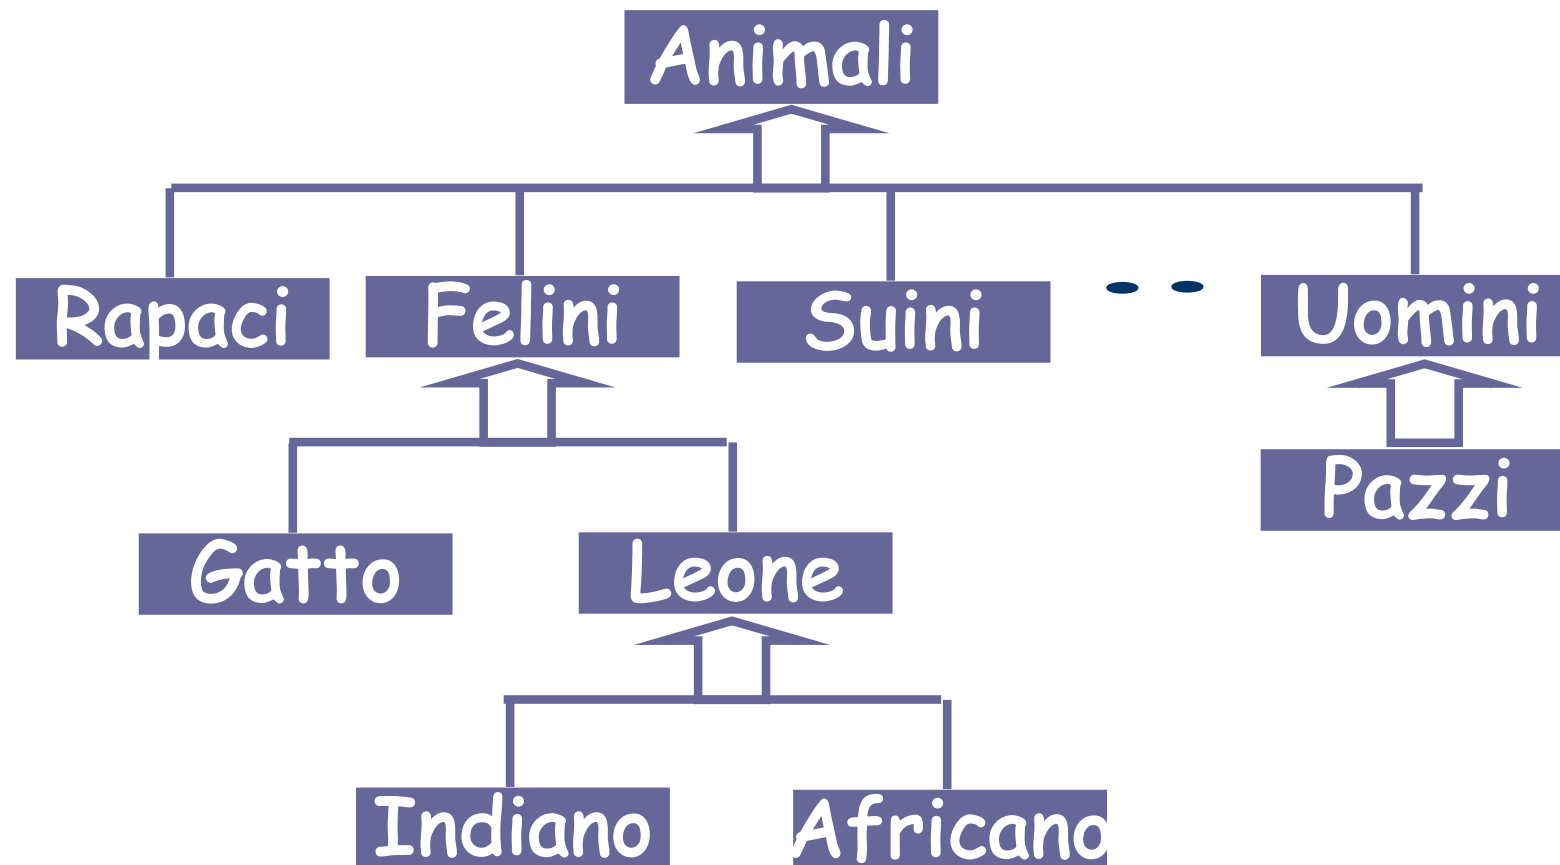 Animali
Rapaci
Felini
Suini
Uomini
Pazzi
Gatto
Leone
Indiano
Africano